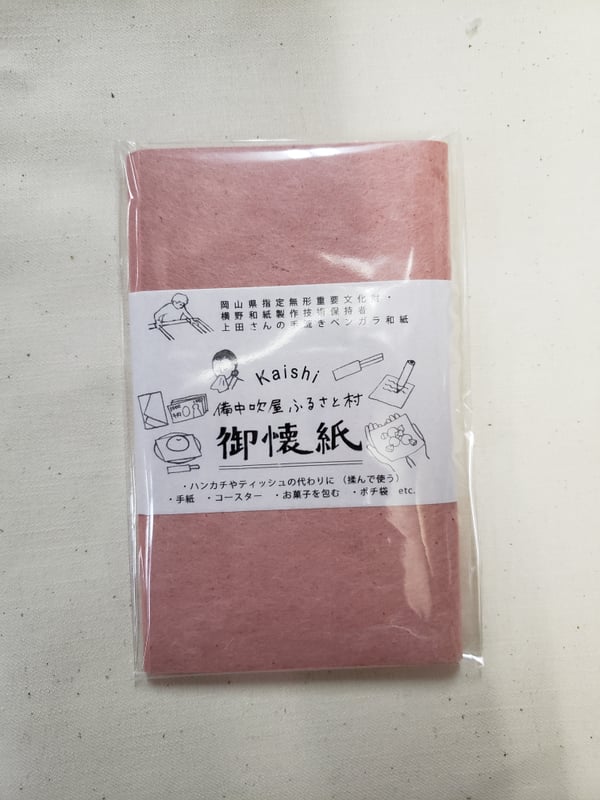 岡山県指定無形重要文化財・
横野和紙製作技術保持者
上田さんの手漉きベンガラ和紙
Kaishi
備中吹屋ふるさと村
御懐紙
・ハンカチやティッシュの代わりに（揉んで使う）
・手紙 ・コースター ・お菓子を包む ・ポチ袋 etc.